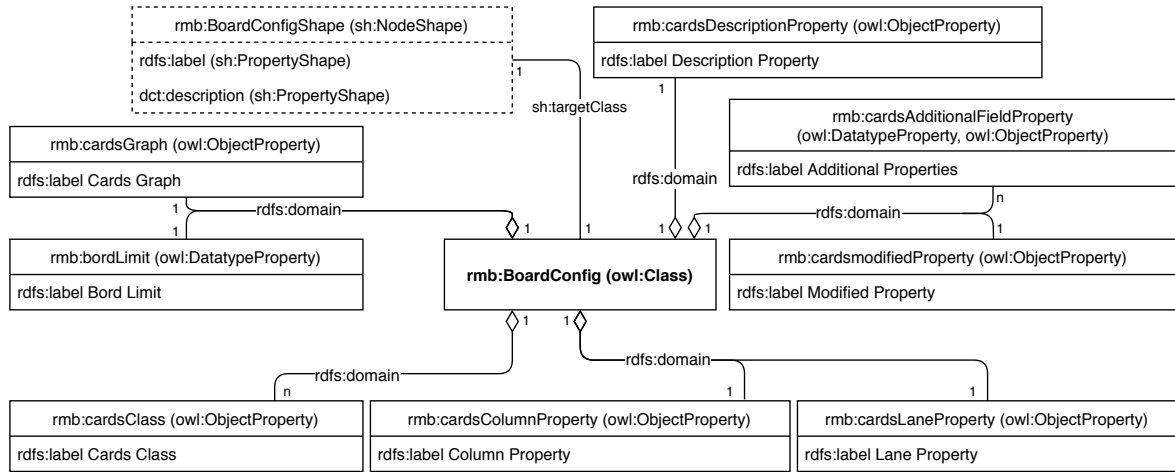 rmb:BoardConfigShape (sh:NodeShape)
rdfs:label (sh:PropertyShape)
dct:description (sh:PropertyShape)
1
sh:targetClass
1
rmb:cardsDescriptionProperty (owl:ObjectProperty)
rdfs:label Description Property
1
rdfs:domain
1
rmb:cardsAdditionalFieldProperty
(owl:DatatypeProperty, owl:ObjectProperty)
rdfs:label Additional Properties
n
rdfs:domain
1
1
rmb:cardsmodifiedProperty (owl:ObjectProperty)
rdfs:label Modified Property
rmb:cardsGraph (owl:ObjectProperty)
rdfs:label Cards Graph
1
rdfs:domain
1
1
rmb:bordLimit (owl:DatatypeProperty)
rdfs:label Bord Limit
rmb:BoardConfig (owl:Class)
1
rdfs:domain
n
rmb:cardsClass (owl:ObjectProperty)
rdfs:label Cards Class
1
rdfs:domain
1
1
rmb:cardsColumnProperty (owl:ObjectProperty)
rdfs:label Column Property
rmb:cardsLaneProperty (owl:ObjectProperty)
rdfs:label Lane Property